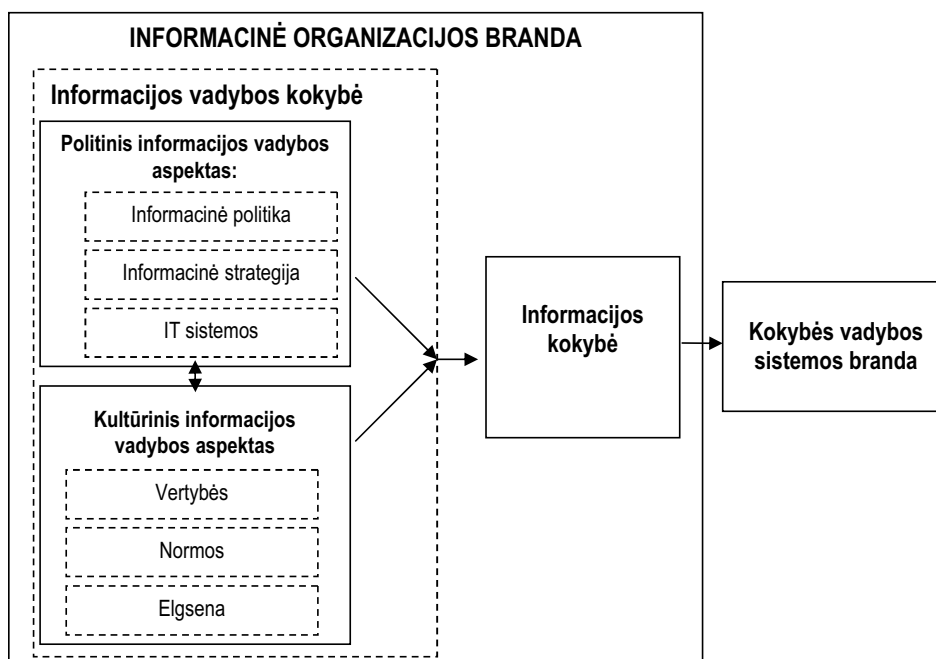 INFORMACINĖ ORGANIZACIJOS BRANDA
Informacijos vadybos kokybė
Politinis informacijos vadybos
aspektas:
Informacinė politika
Informacinė strategija
IT sistemos
Kultūrinis informacijos
vadybos aspektas
Vertybės
Normos
Elgsena
Informacijos
kokybė
Kokybės vadybos
sistemos branda